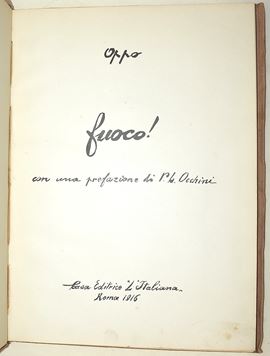 Oppo
fuoco!
con una prefazione di P. L. Occhini
Casa Editrice "L'Italiana"
Roma 1916